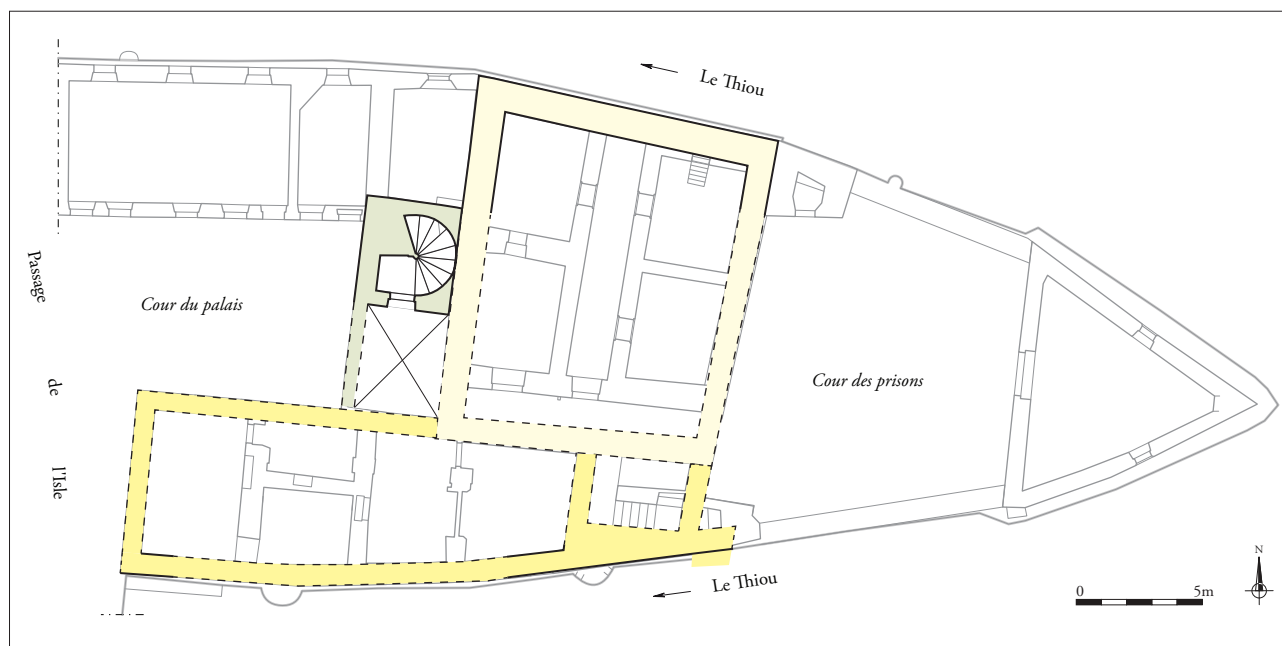 Le Thiou
Passage
Cour du palais
de
Cour des prisons
l'Isle
Le Thiou
N
0 5m